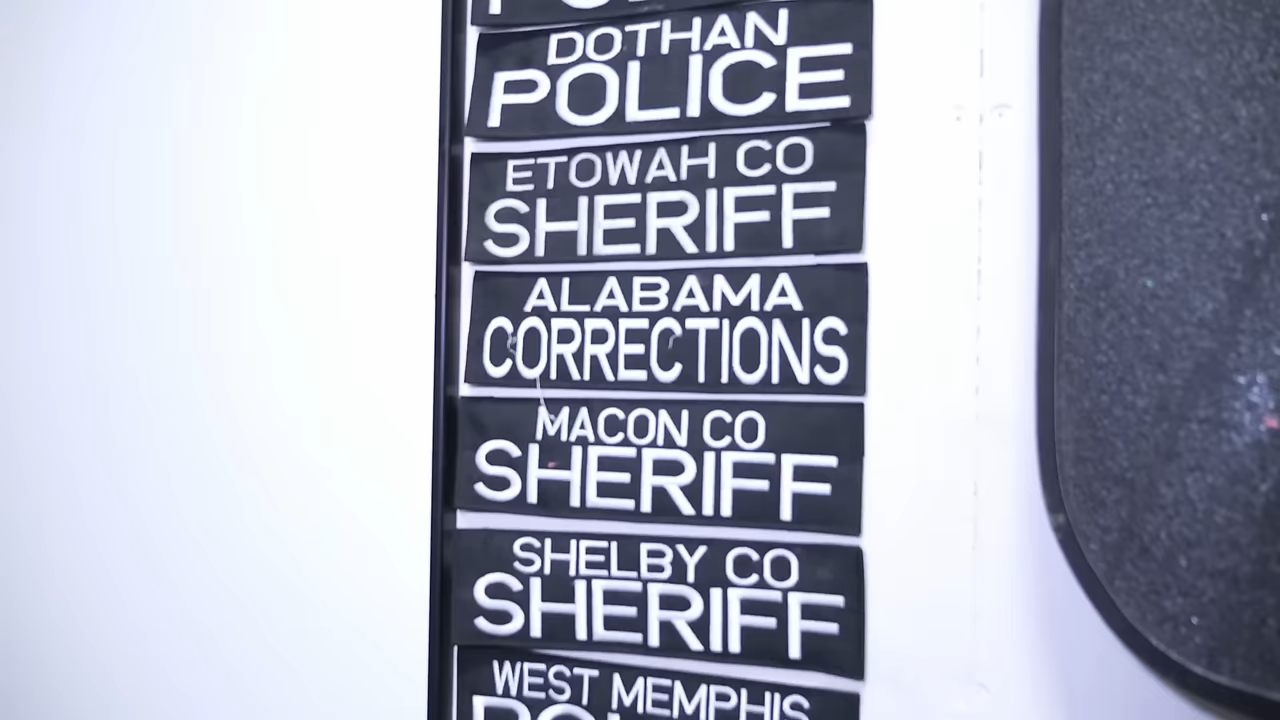 DOTHAN
POLICE
ETOWAH CO
SHERIFF
ALABAMA
CORRECTIONS
MACON CO
SHERIFF
SHELBY CO
SHERIFF
WEST MEMPHIS